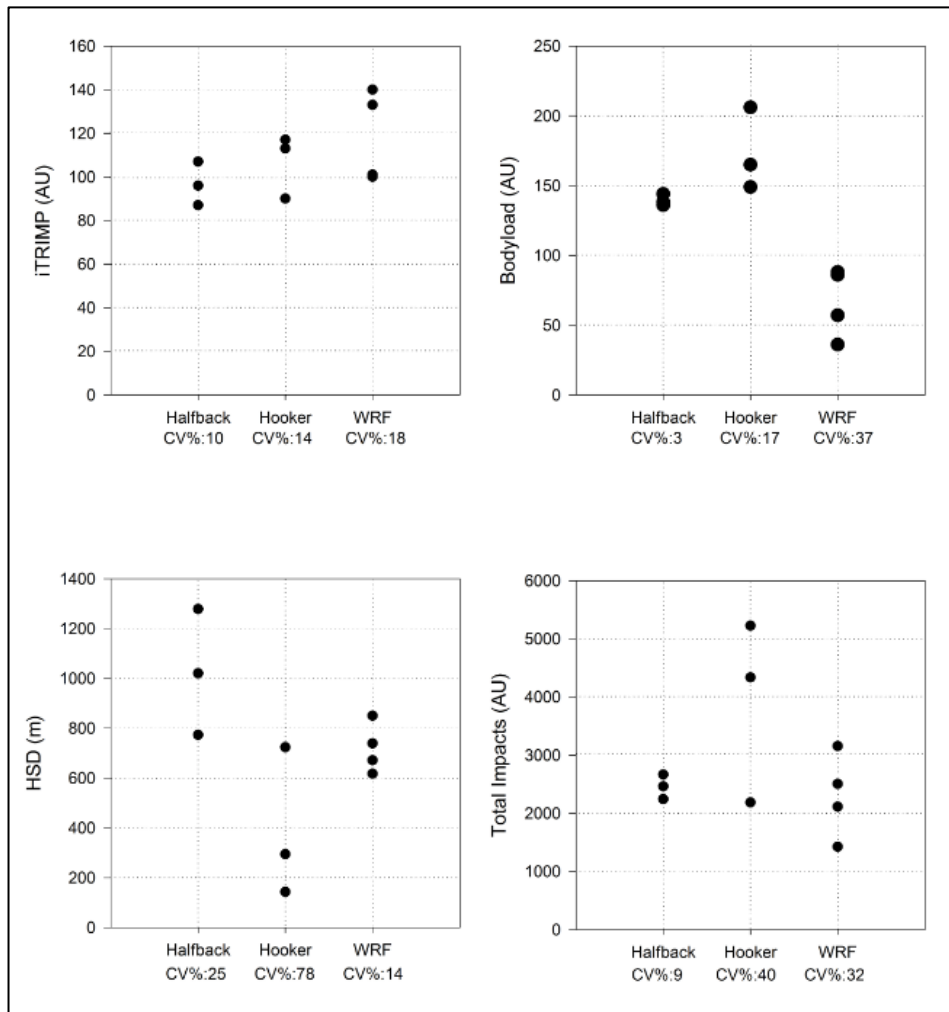 iTRIMP (AU)
160
140
120
100
80
60
40
20
0
Halfback Hooker WRF
CV%:10 CV%:14 CV%:18
Bodyload (AU)
250
200
150
100
50
0
Halfback Hooker WRF
CV%:3 CV%:17 CV%:37
HSD (m)
1400
1200
1000
800
600
400
200
0
Halfback Hooker WRF
CV%:25 CV%:78 CV%:14
Total Impacts (AU)
6000
5000
4000
3000
2000
1000
0
Halfback Hooker WRF
CV%:9 CV%:40 CV%:32